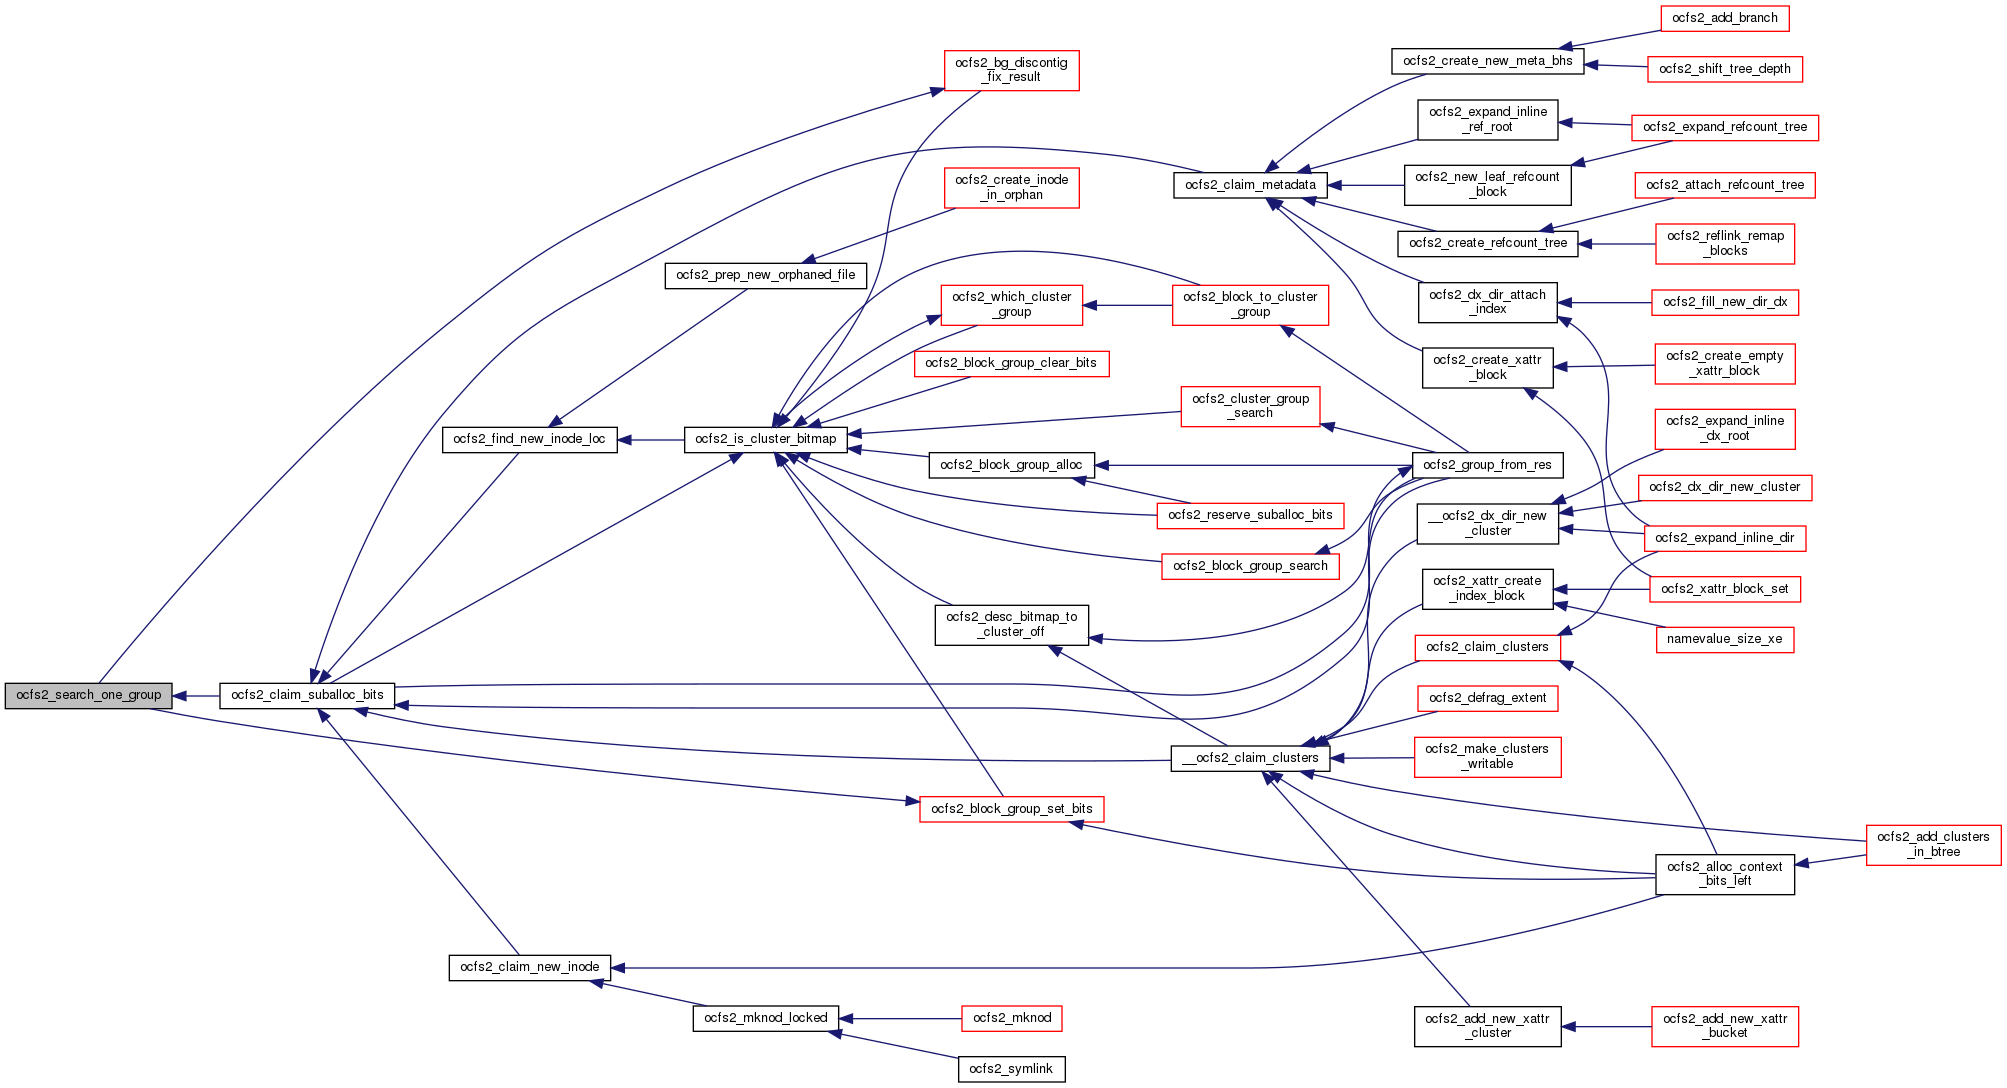 ocfs2_search_one_group
ocfs2_claim_suballoc_bits
ocfs2_find_new_inode_loc
ocfs2_claim_new_inode
ocfs2_prep_new_orphaned_file
ocfs2_is_cluster_bitmap
ocfs2_mknod_locked
ocfs2_bg_discontig
_fix_result
ocfs2_create_inode
_in_orphan
ocfs2_which_cluster
_group
ocfs2_block_group_clear_bits
ocfs2_block_group_alloc
ocfs2_desc_bitmap_to
_cluster_off
ocfs2_block_group_set_bits
ocfs2_mknod
ocfs2_symlink
ocfs2_claim_metadata
ocfs2_block_to_cluster
_group
ocfs2_cluster_group
_search
ocfs2_reserve_suballoc_bits
ocfs2_block_group_search
__ocfs2_claim_clusters
ocfs2_create_new_meta_bhs
ocfs2_expand_inline
_ref_root
ocfs2_new_leaf_refcount
_block
ocfs2_create_refcount_tree
ocfs2_dx_dir_attach
_index
ocfs2_create_xattr
_block
ocfs2_group_from_res
__ocfs2_dx_dir_new
_cluster
ocfs2_xattr_create
_index_block
ocfs2_claim_clusters
ocfs2_defrag_extent
ocfs2_make_clusters
_writable
ocfs2_add_new_xattr
_cluster
ocfs2_add_branch
ocfs2_shift_tree_depth
ocfs2_expand_refcount_tree
ocfs2_attach_refcount_tree
ocfs2_reflink_remap
_blocks
ocfs2_fill_new_dir_dx
ocfs2_create_empty
_xattr_block
ocfs2_expand_inline
_dx_root
ocfs2_dx_dir_new_cluster
ocfs2_expand_inline_dir
ocfs2_xattr_block_set
namevalue_size_xe
ocfs2_alloc_context
_bits_left
ocfs2_add_new_xattr
_bucket
ocfs2_add_clusters
_in_btree